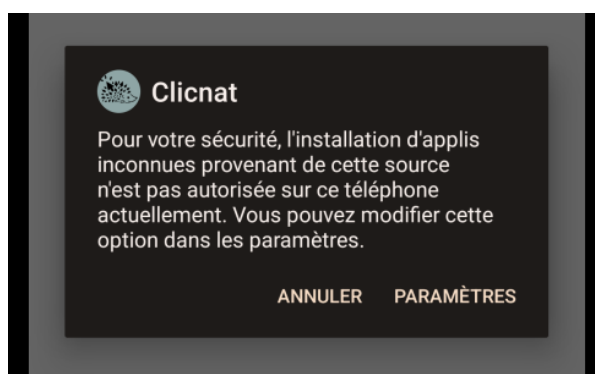 Clicnat
Pour votre sécurité, l'installation d'applis
inconnues provenant de cette source
n'est pas autorisée sur ce téléphone
actuellement. Vous pouvez modifier cette
option dans les paramètres.
ANNULER PARAMÈTRES